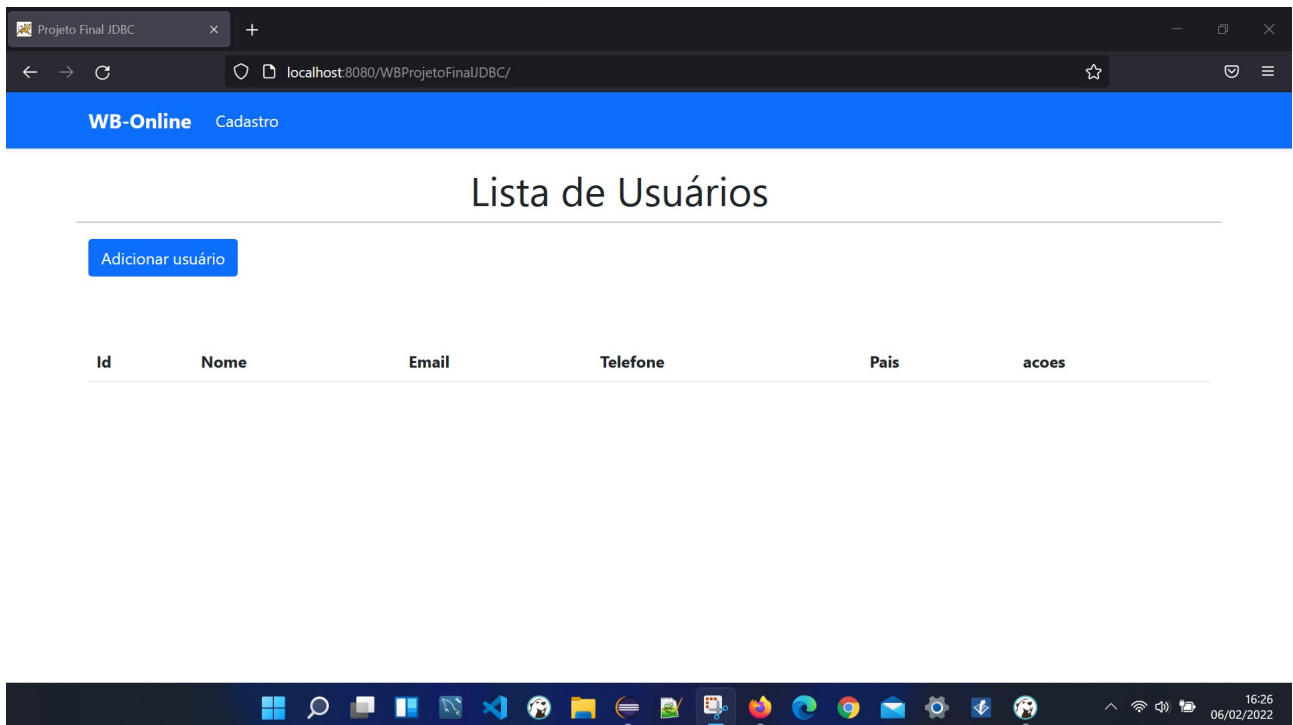 Projeto Final JDBC
localhost:8080/WBProjetoFinalJDBC/
WB-Online Cadastro
Lista de Usuários
Adicionar usuário
Id Nome Email Telefone Pais acoes
16:26
06/02/2022